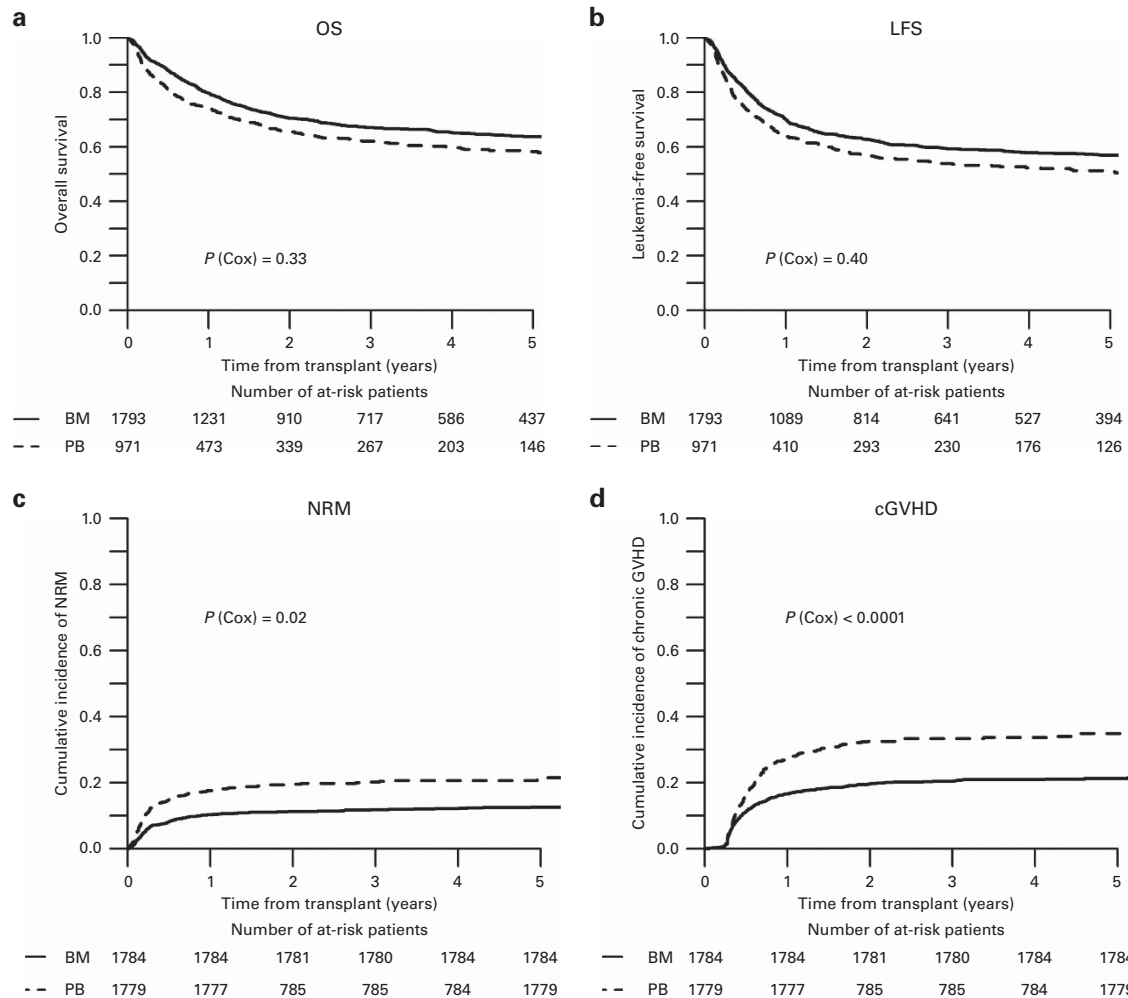 a
OS
Overall survival
1.0
0.8
0.6
0.4
0.2
0.0
P (Cox) = 0.33
0 1 2 3 4 5
Time from transplant (years)
Number of at-risk patients
BM 1793 1231 910 717 586 437
PB 971 473 339 267 203 146
b
LFS
Leukemia-free survival
1.0
0.8
0.6
0.4
0.2
0.0
P (Cox) = 0.40
0 1 2 3 4 5
Time from transplant (years)
Number of at-risk patients
BM 1793 1089 814 641 527 394
PB 971 410 293 230 176 126
c
NRM
Cumulative incidence of NRM
1.0
0.8
0.6
0.4
0.2
0.0
P (Cox) = 0.02
0 1 2 3 4 5
Time from transplant (years)
Number of at-risk patients
BM 1784 1784 1781 1780 1784 1784
PB 1779 1777 785 785 784 1779
d
cGVHD
Cumulative incidence of chronic GVHD
1.0
0.8
0.6
0.4
0.2
0.0
P (Cox) < 0.0001
0 1 2 3 4 5
Time from transplant (years)
Number of at-risk patients
BM 1784 1784 1781 1780 1784 1784
PB 1779 1777 785 785 784 1779